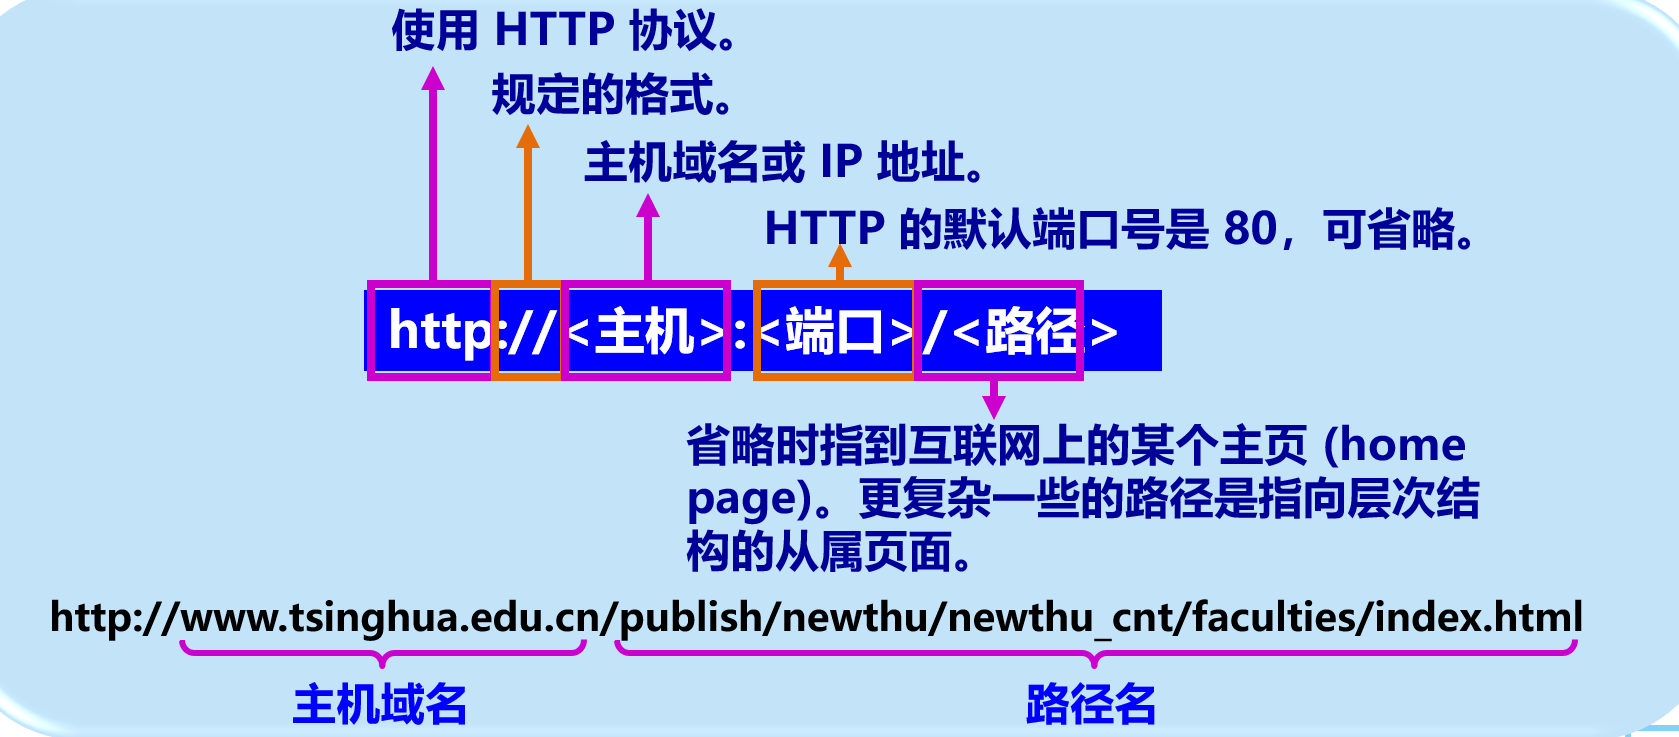 使用 HTTP 协议。
规定的格式。
主机域名或 IP 地址。
HTTP 的默认端口号是 80，可省略。
http://<主机>:<端口>/<路径>
省略时指到互联网上的某个主页 (home
page)。更复杂一些的路径是指向层次结
构的从属页面。
http://www.tsinghua.edu.cn/publish/newthu/newthu_cnt/faculties/index.html
主机域名
路径名